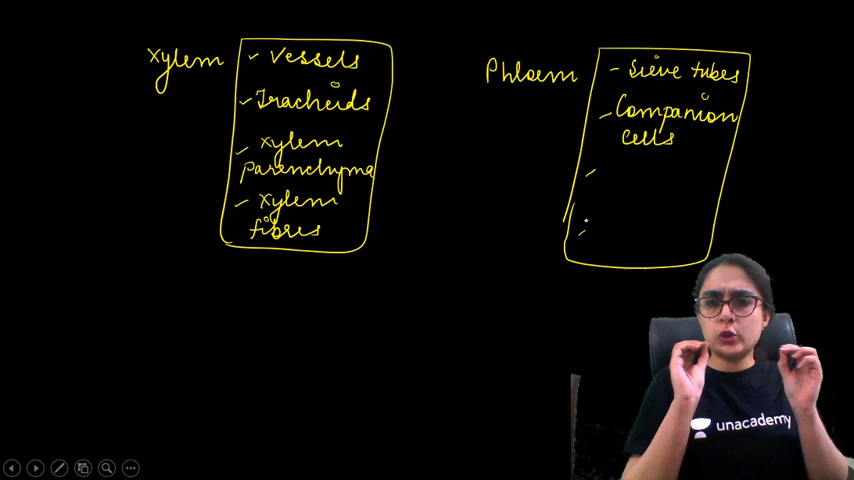 Xylem
- Vessels
- Tracheids
- Xylem
Parenchyma
- Xylem
fibres
Phloem
- Sieve tubes
- Companion
cells
-
-
unacademy